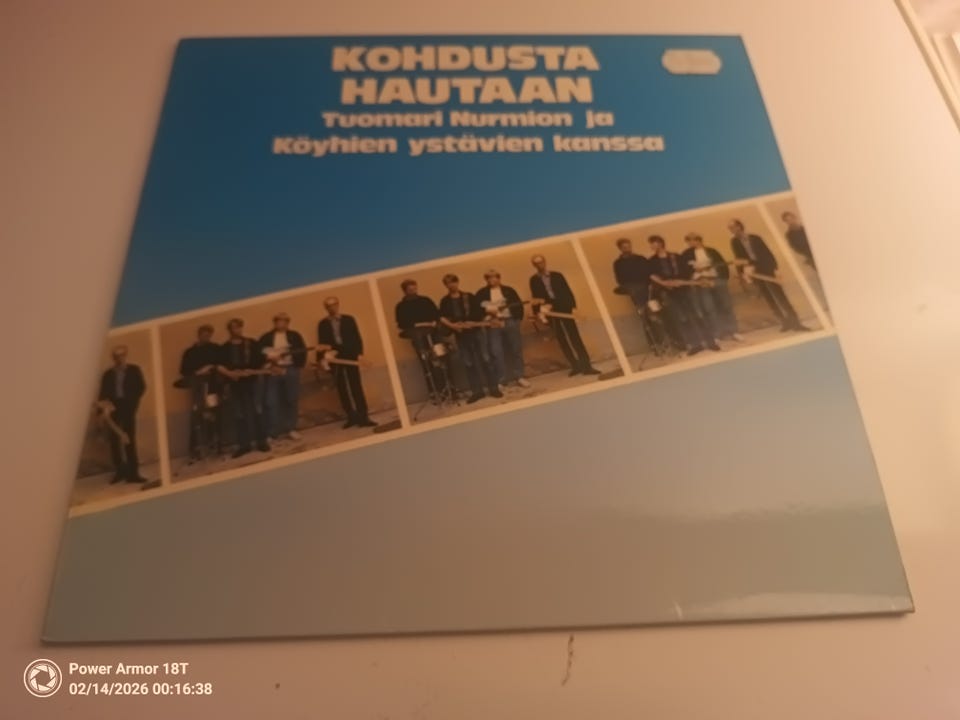 KOHDUSTA
HAUTAAN
Tuomari Nurmion ja
Köyhien ystävien kanssa
Power Armor 18T
02/14/2026 00:16:38